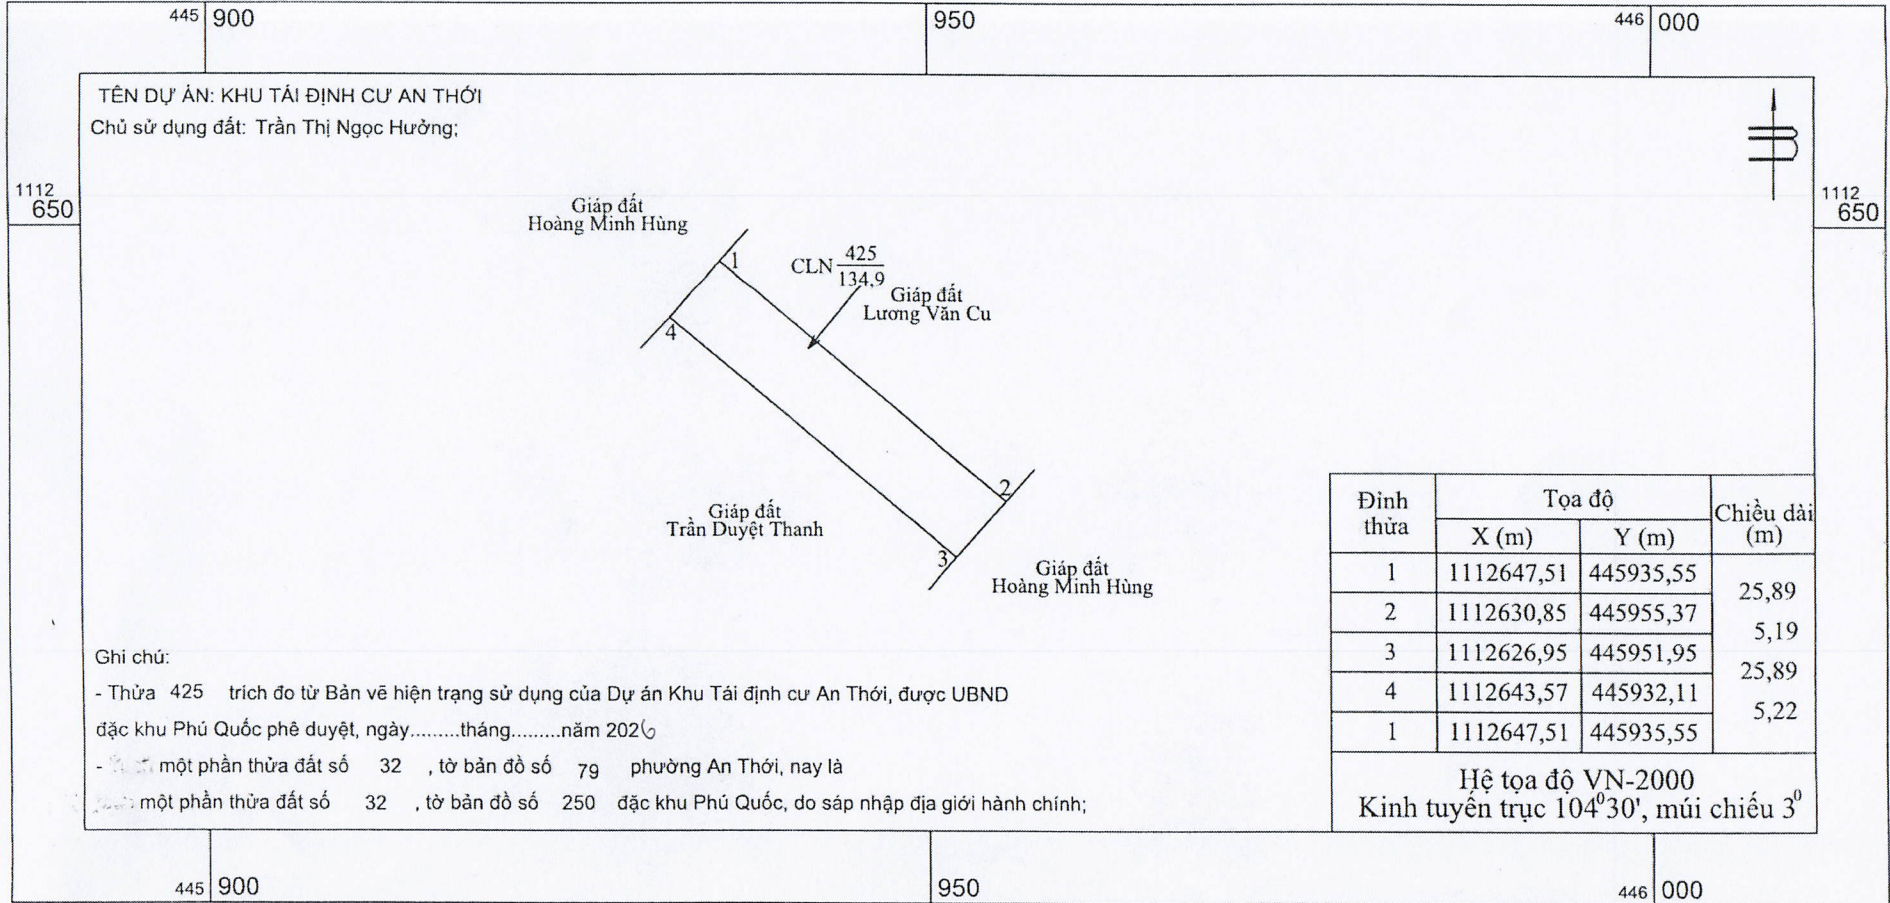 445 900
950
446 000
TÊN DỰ ÁN: KHU TÁI ĐỊNH CƯ AN THỚI
Chủ sử dụng đất: Trần Thị Ngọc Hưởng;
1112
650
1112
650
Giáp đất
Hoàng Minh Hùng
1
CLN 425
134,9
Giáp đất
Lương Văn Cu
4
2
Giáp đất
Trần Duyệt Thanh
3
Giáp đất
Hoàng Minh Hùng
Đỉnh thửa Tọa độ Chiều dài (m)
X (m) Y (m)
1 1112647,51 445935,55
25,89
2 1112630,85 445955,37
5,19
3 1112626,95 445951,95
25,89
4 1112643,57 445932,11
5,22
1 1112647,51 445935,55
Hệ tọa độ VN-2000
Kinh tuyến trục 104⁰30', múi chiếu 3⁰
Ghi chú:
- Thửa 425 trích đo từ Bản vẽ hiện trạng sử dụng của Dự án Khu Tái định cư An Thới, được UBND
đặc khu Phú Quốc phê duyệt, ngày.........tháng.........năm 2026
- một phần thửa đất số 32 , tờ bản đồ số 79 phường An Thới, nay là
một phần thửa đất số 32 , tờ bản đồ số 250 đặc khu Phú Quốc, do sáp nhập địa giới hành chính;
445 900
950
446 000